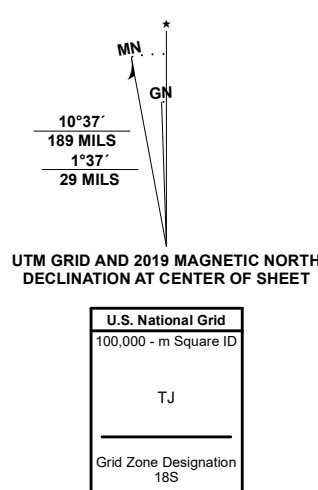 ★
MN
GN
10°37´
189 MILS
1°37´
29 MILS
UTM GRID AND 2019 MAGNETIC NORTH
DECLINATION AT CENTER OF SHEET
U.S. National Grid
100,000 - m Square ID
TJ
Grid Zone Designation
18S